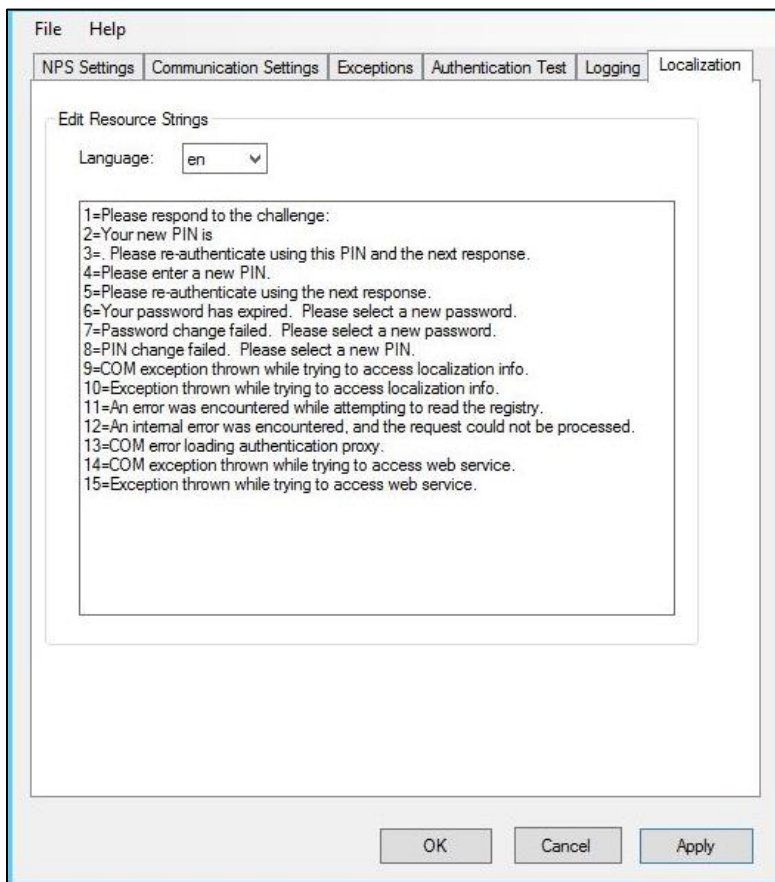 File Help
NPS Settings Communication Settings Exceptions Authentication Test Logging Localization
Edit Resource Strings
Language: en
1=Please respond to the challenge:
2=Your new PIN is
3=. Please re-authenticate using this PIN and the next response.
4=Please enter a new PIN.
5=Please re-authenticate using the next response.
6=Your password has expired.  Please select a new password.
7=Password change failed.  Please select a new password.
8=PIN change failed.  Please select a new PIN.
9=COM exception thrown while trying to access localization info.
10=Exception thrown while trying to access localization info.
11=An error was encountered while attempting to read the registry.
12=An internal error was encountered, and the request could not be processed.
13=COM error loading authentication proxy.
14=COM exception thrown while trying to access web service.
15=Exception thrown while trying to access web service.
OK Cancel Apply